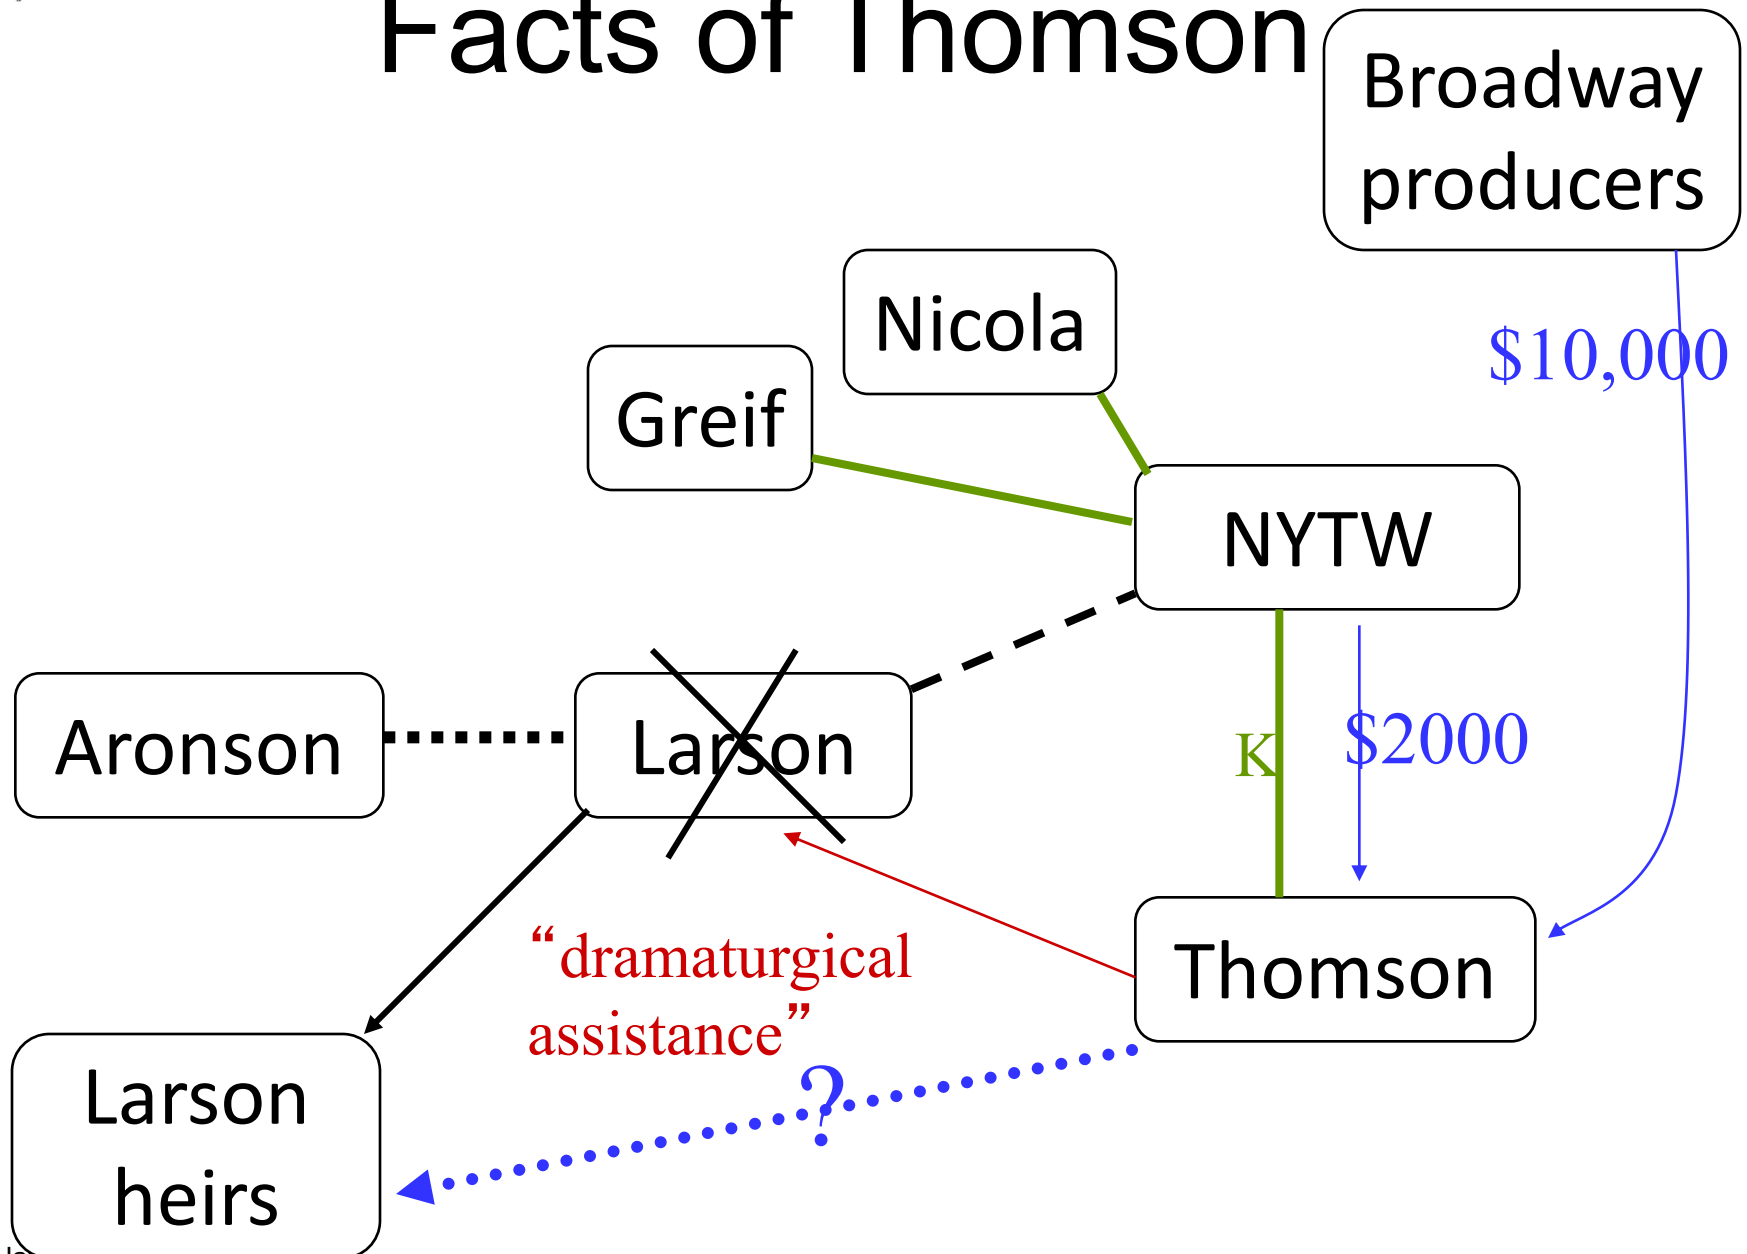 Facts of Thomson
Broadway
producers
Nicola
$10,000
Greif
NYTW
Aronson
Larson
K
$2000
“dramaturgical
assistance”
Thomson
?
Larson
heirs